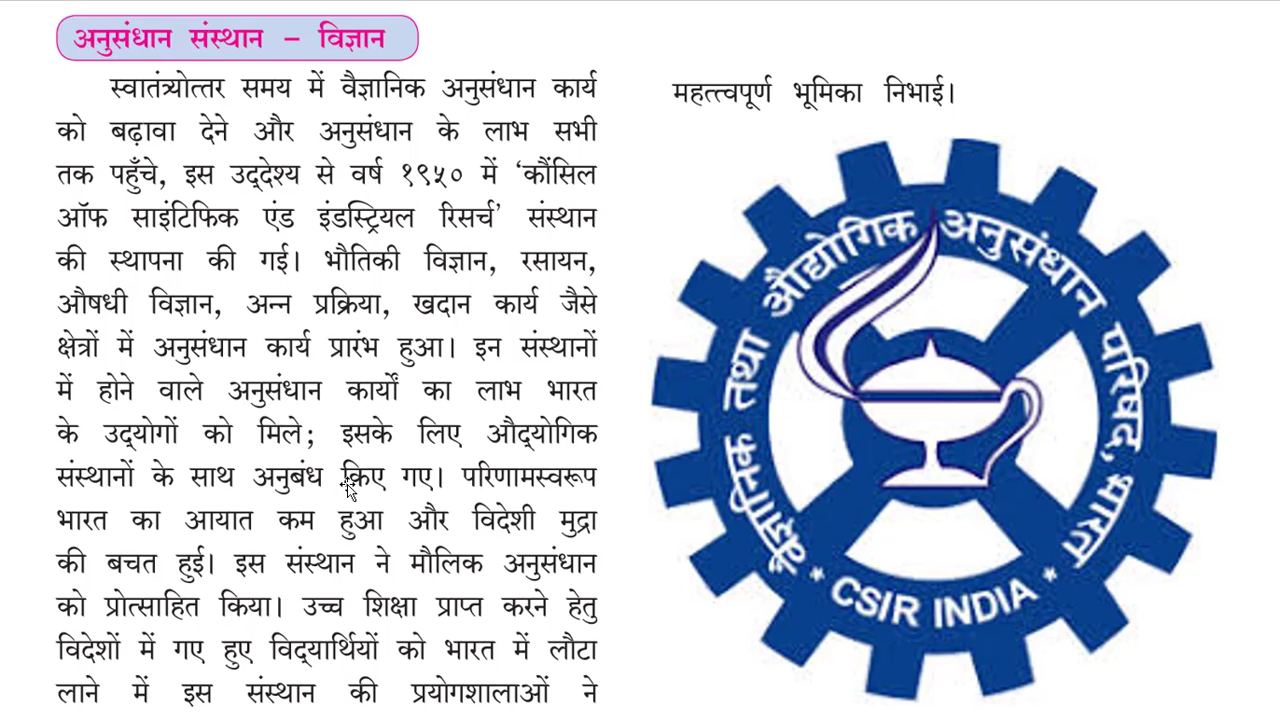 अनुसंधान संस्थान – विज्ञान
स्वातंत्र्योत्तर समय में वैज्ञानिक अनुसंधान कार्य
को बढ़ावा देने और अनुसंधान के लाभ सभी
तक पहुँचे, इस उद्‌देश्य से वर्ष १९५० में ‘कौंसिल
ऑफ साइंटिफिक एंड इंडस्ट्रियल रिसर्च’ संस्थान
की स्थापना की गई। भौतिकी विज्ञान, रसायन,
औषधी विज्ञान, अन्न प्रक्रिया, खदान कार्य जैसे
क्षेत्रों में अनुसंधान कार्य प्रारंभ हुआ। इन संस्थानों
में होने वाले अनुसंधान कार्यों का लाभ भारत
के उद्‌योगों को मिले; इसके लिए औद्‌योगिक
संस्थानों के साथ अनुबंध किए गए। परिणामस्वरूप
भारत का आयात कम हुआ और विदेशी मुद्रा
की बचत हुई। इस संस्थान ने मौलिक अनुसंधान
को प्रोत्साहित किया। उच्च शिक्षा प्राप्त करने हेतु
विदेशों में गए हुए विद्‌यार्थियों को भारत में लौटा
लाने में इस संस्थान की प्रयोगशालाओं ने
महत्त्वपूर्ण भूमिका निभाई।
वैज्ञानिक तथा औद्योगिक अनुसंधान परिषद, भारत
* CSIR INDIA *